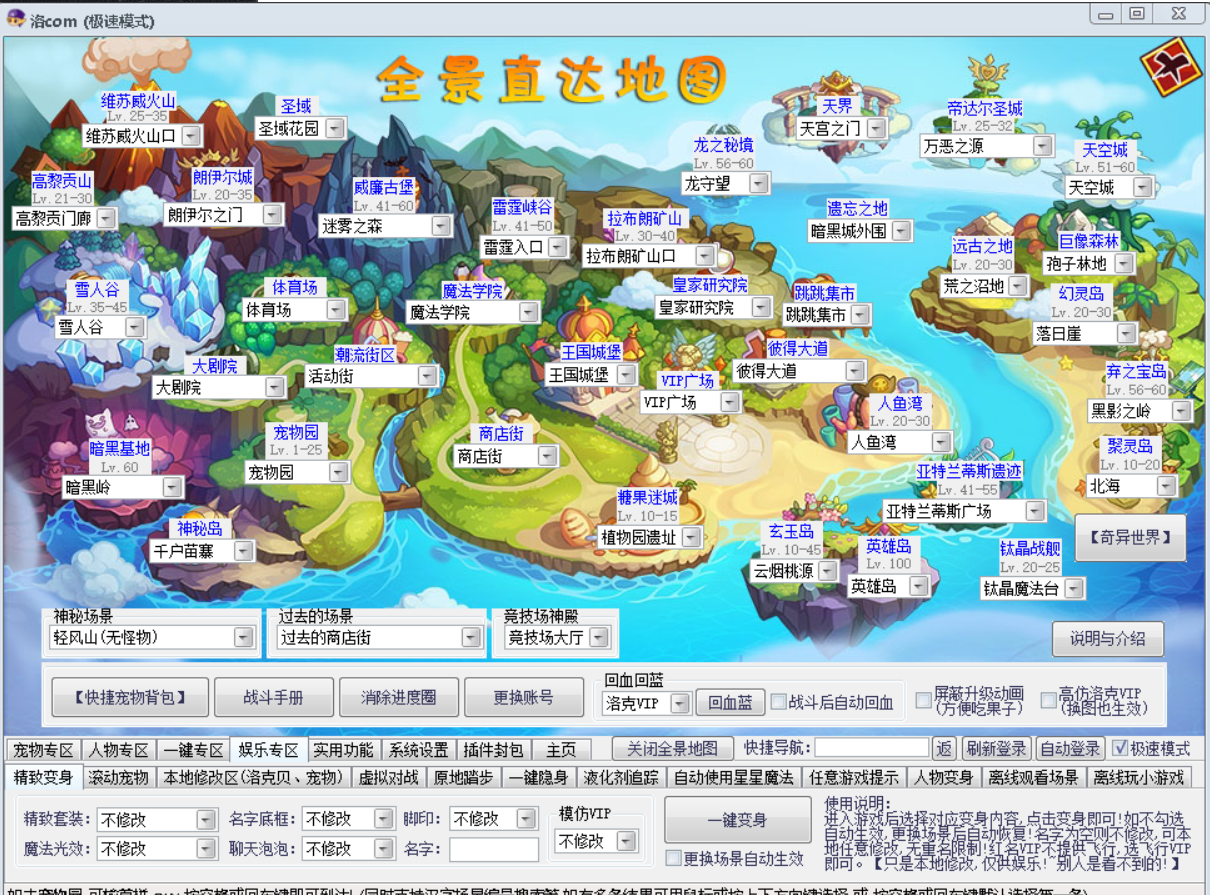 洛com (极速模式)
全景直达地图
维苏威火山
Lv.25-35
维苏威火山口
圣域
圣域花园
天界
天宫之门
帝达尔圣城
Lv.25-32
万恶之源
龙之秘境
Lv.56-60
龙守望
天空城
Lv.51-60
天空城
高黎贡山
Lv.21-30
高黎贡门廊
朗伊尔城
Lv.20-35
朗伊尔之门
威廉古堡
Lv.41-60
迷雾之森
雷霆峡谷
Lv.41-50
雷霆入口
拉布朗矿山
Lv.30-40
拉布朗矿山口
遗忘之地
暗黑城外围
远古之地
Lv.20-30
荒之沼地
巨像森林
孢子林地
雪人谷
Lv.35-45
雪人谷
体育场
体育场
魔法学院
魔法学院
皇家研究院
皇家研究院
跳跳集市
跳跳集市
幻灵岛
Lv.20-30
落日崖
大剧院
大剧院
潮流街区
活动街
王国城堡
王国城堡
VIP广场
VIP广场
彼得大道
彼得大道
弃之宝岛
Lv.56-60
黑影之岭
人鱼湾
Lv.20-30
人鱼湾
暗黑基地
Lv.60
暗黑岭
宠物园
Lv.1-25
宠物园
商店街
商店街
聚灵岛
Lv.10-20
北海
亚特兰蒂斯遗迹
Lv.41-55
亚特兰蒂斯广场
糖果迷城
Lv.10-15
植物园遗址
神秘岛
千户苗寨
玄玉岛
Lv.10-45
云烟桃源
英雄岛
Lv.100
英雄岛
钛晶战舰
Lv.20-25
钛晶魔法台
【奇异世界】
神秘场景
轻风山(无怪物)
过去的场景
过去的商店街
竞技场神殿
竞技场大厅
说明与介绍
【快捷宠物背包】
战斗手册
消除进度圈
更换账号
回血回蓝
洛克VIP
回血蓝
战斗后自动回血
屏蔽升级动画
(方便吃果子)
高仿洛克VIP
(换图也生效)
宠物专区 人物专区 一键专区 娱乐专区 实用功能 系统设置 插件封包 主页
关闭全景地图 快捷导航: 返 刷新登录 自动登录 极速模式
精致变身 滚动宠物 本地修改区(洛克贝、宠物) 虚拟对战 原地踏步 一键隐身 液化剂追踪 自动使用星星魔法 任意游戏提示 人物变身 离线观看场景 离线玩小游戏
精致套装: 不修改 名字底框: 不修改 脚印: 不修改
魔法光效: 不修改 聊天泡泡: 不修改 名字:
模仿VIP
不修改
一键变身
更换场景自动生效
使用说明:
进入游戏后选择对应变身内容,点击变身即可!如不勾选
自动生效,更换场景后自动恢复!名字为空则不修改,可本
地任意修改,无重名限制!红名VIP不提供飞行,选飞行VIP
即可。【只是本地修改,仅供娱乐!~别人是看不到的!】